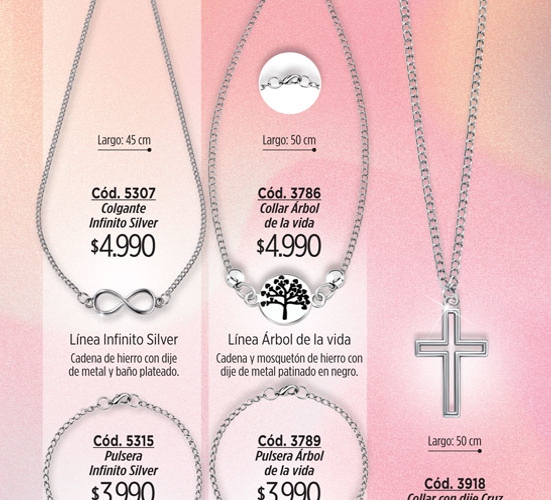 Largo: 45 cm
Cód. 5307
Colgante
Infinito Silver
$4.990
Línea Infinito Silver
Cadena de hierro con dije
de metal y baño plateado.
Cód. 5315
Pulsera
Infinito Silver
$3.990
Largo: 50 cm
Cód. 3786
Collar Árbol
de la vida
$4.990
Línea Árbol de la vida
Cadena y mosquetón de hierro con
dije de metal patinado en negro.
Cód. 3789
Pulsera Árbol
de la vida
$3.990
Largo: 50 cm
Cód. 3918
Collar con dije Cruz